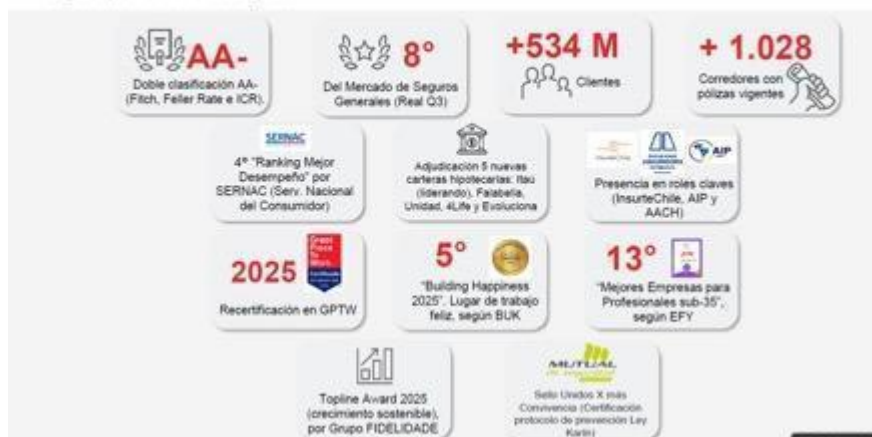 AA-
Doble clasificación AA-
(Fitch, Feller Rate e ICR).
8°
Del Mercado de Seguros
Generales (Real Q3)
+534 M
Clientes
+ 1.028
Corredores con
pólizas vigentes
SERNAC
4° "Ranking Mejor
Desempeño" por
SERNAC (Serv. Nacional
del Consumidor)
Adjudicación 5 nuevas
carteras hipotecarias: Itaú
(liderando), Falabella,
Unidad, 4Life y Evoluciona
AIP
Presencia en roles claves
(InsurteChile, AIP y
AACH)
2025
Great
Place
To
Work
Recertificación en GPTW
5°
"Building Happiness
2025". Lugar de trabajo
feliz, según BUK
13°
"Mejores Empresas para
Profesionales sub-35",
según EFY
Topline Award 2025
(crecimiento sostenible),
por Grupo FIDELIDADE
MUTUAL
Sello Unidos X más
Convivencia (Certificación
protocolo de prevención Ley
Karin)